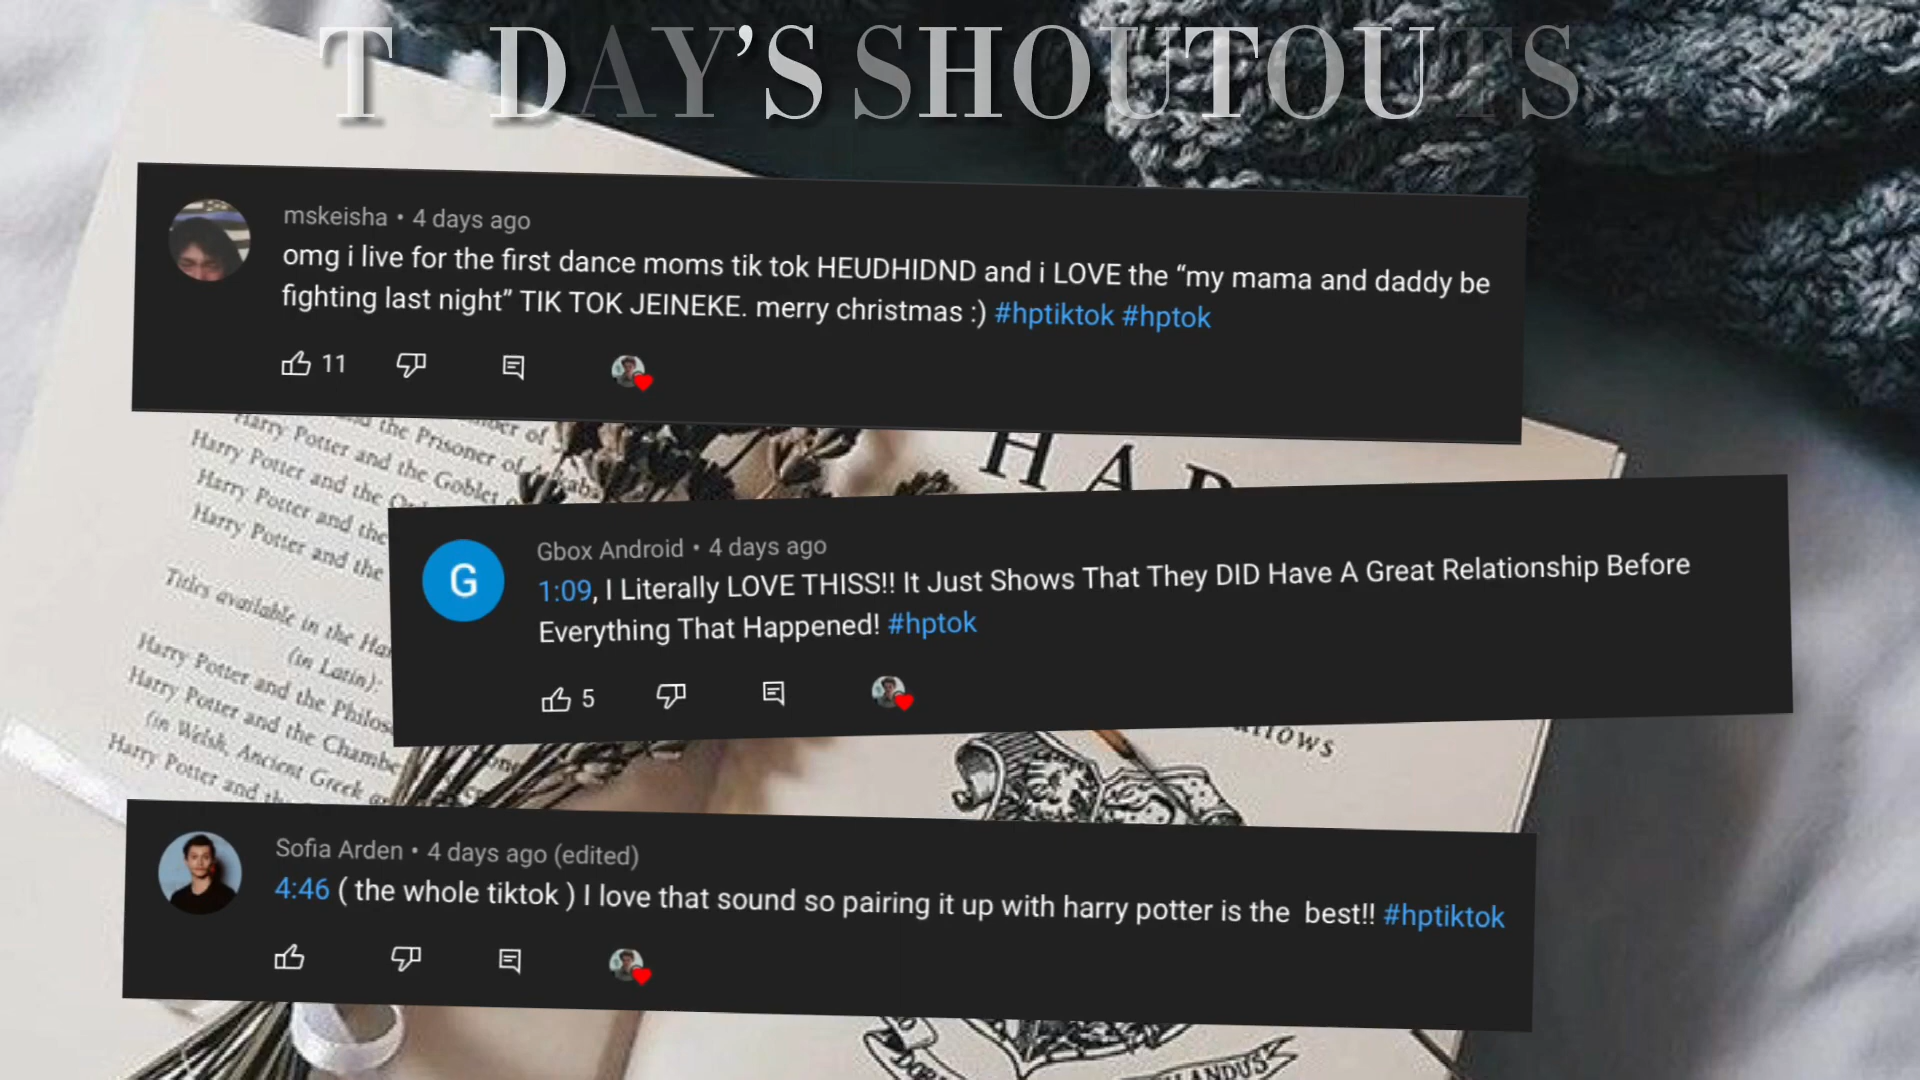 TODAY'S SHOUTOUTS
mskeisha • 4 days ago
omg i live for the first dance moms tik tok HEUDHIDND and i LOVE the “my mama and daddy be
fighting last night” TIK TOK JEINEKE. merry christmas :) #hptiktok #hptok
11
the Prisoner of
Harry Potter and the Goblet
Harry Potter and the
Harry Potter and the
Harry Potter and the
Titles available in the
(in Latin):
Harry Potter and the
Harry Potter and the
(in Welsh, Ancient Greek
Harry Potter and
Gbox Android • 4 days ago
1:09, I Literally LOVE THISS!! It Just Shows That They DID Have A Great Relationship Before
Everything That Happened! #hptok
5
Sofia Arden • 4 days ago (edited)
4:46 ( the whole tiktok ) I love that sound so pairing it up with harry potter is the best!! #hptiktok